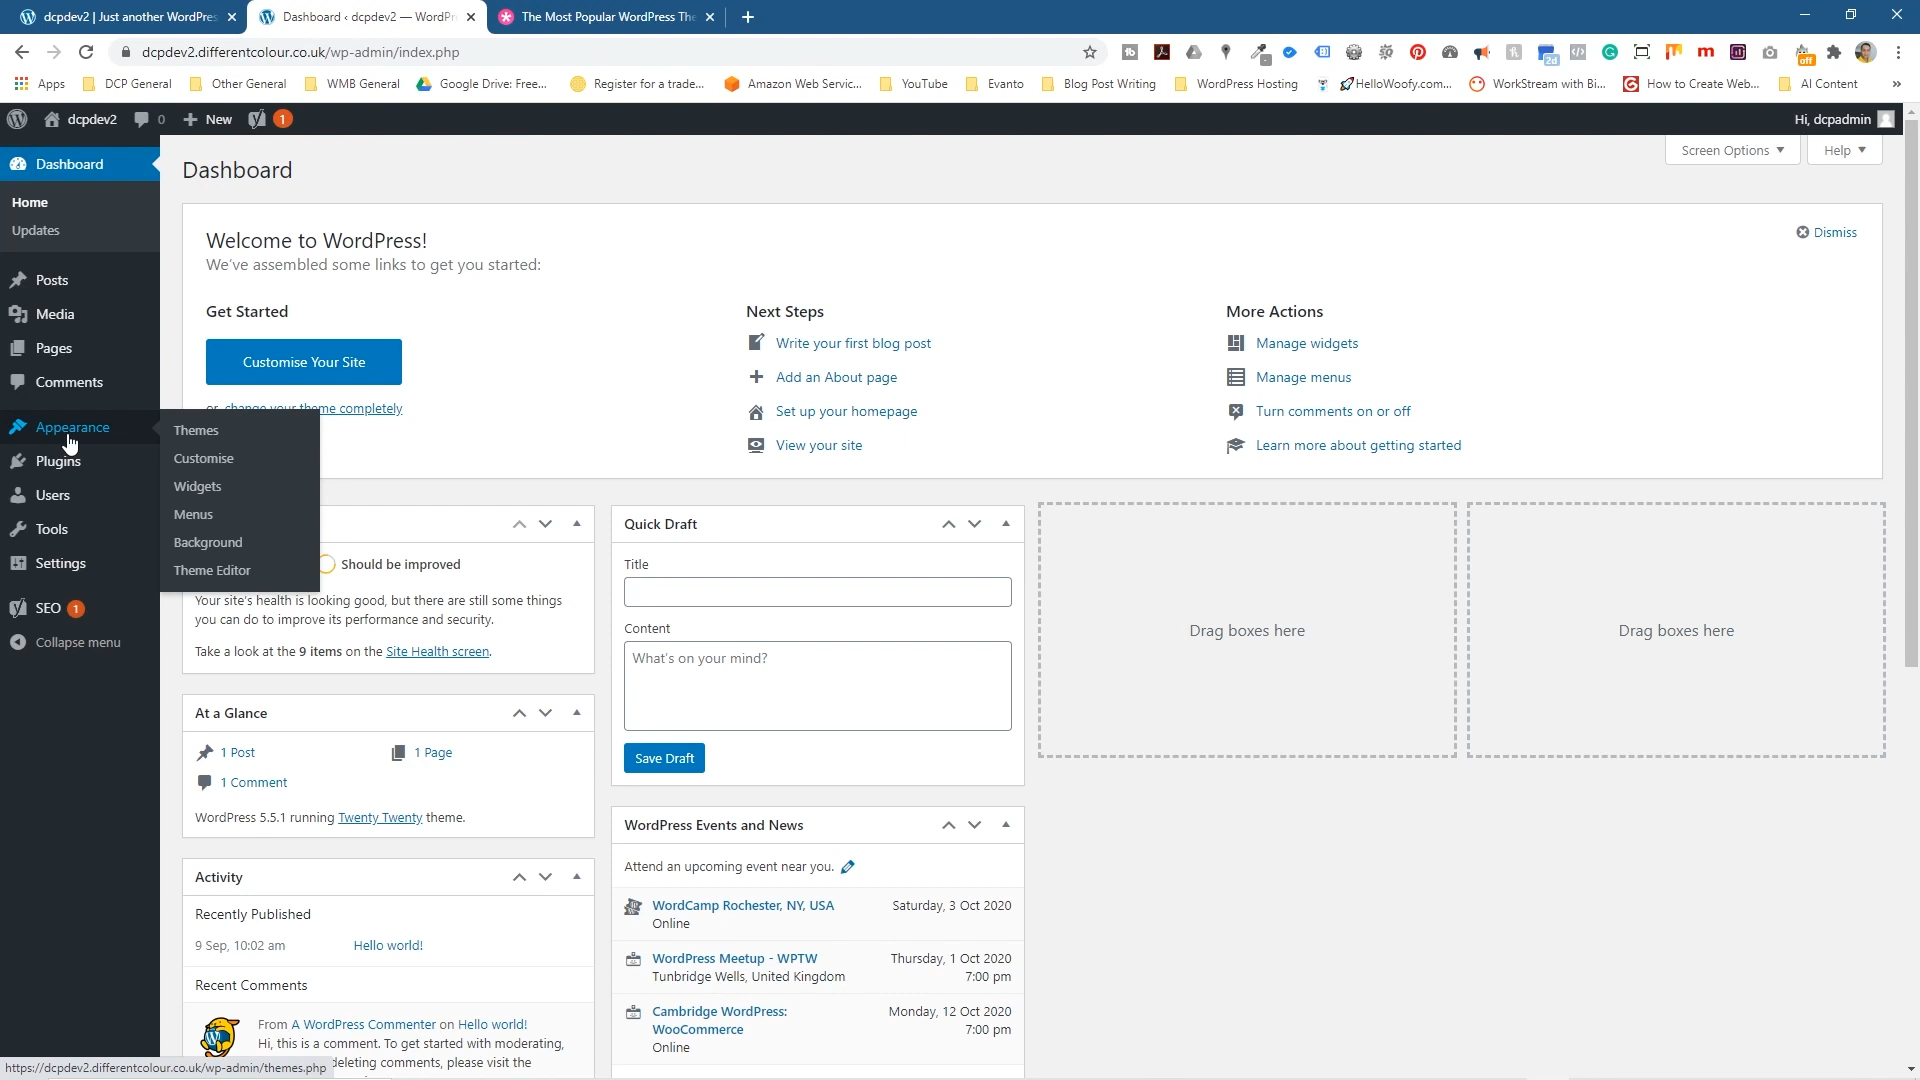 dcpdev2 | Just another WordPres
Dashboard ‹ dcpdev2 — WordPr
The Most Popular WordPress The
dcpdev2.differentcolour.co.uk/wp-admin/index.php
Apps
DCP General
Other General
WMB General
Google Drive: Free...
Register for a trade...
Amazon Web Servic...
YouTube
Evanto
Blog Post Writing
WordPress Hosting
HelloWoofy.com...
WorkStream with Bi...
How to Create Web...
AI Content
»
dcpdev2
0
New
1
Hi, dcpadmin
Dashboard
Home
Updates
Posts
Media
Pages
Comments
Appearance
Plugins
Users
Tools
Settings
SEO 1
Collapse menu
Themes
Customise
Widgets
Menus
Background
Theme Editor
Dashboard
Screen Options
Help
Welcome to WordPress!
We've assembled some links to get you started:
Dismiss
Get Started
Customise Your Site
or, change your theme completely
Next Steps
Write your first blog post
Add an About page
Set up your homepage
View your site
More Actions
Manage widgets
Manage menus
Turn comments on or off
Learn more about getting started
Should be improved
Your site's health is looking good, but there are still some things
you can do to improve its performance and security.
Take a look at the 9 items on the Site Health screen.
At a Glance
1 Post
1 Page
1 Comment
WordPress 5.5.1 running Twenty Twenty theme.
Activity
Recently Published
9 Sep, 10:02 am
Hello world!
Recent Comments
From A WordPress Commenter on Hello world!
Hi, this is a comment. To get started with moderating,
deleting comments, please visit the
Quick Draft
Title
Content
What's on your mind?
Save Draft
WordPress Events and News
Attend an upcoming event near you.
WordCamp Rochester, NY, USA
Saturday, 3 Oct 2020
Online
WordPress Meetup - WPTW
Thursday, 1 Oct 2020
Tunbridge Wells, United Kingdom
7:00 pm
Cambridge WordPress:
Monday, 12 Oct 2020
WooCommerce
7:00 pm
Online
Drag boxes here
Drag boxes here
https://dcpdev2.differentcolour.co.uk/wp-admin/themes.php